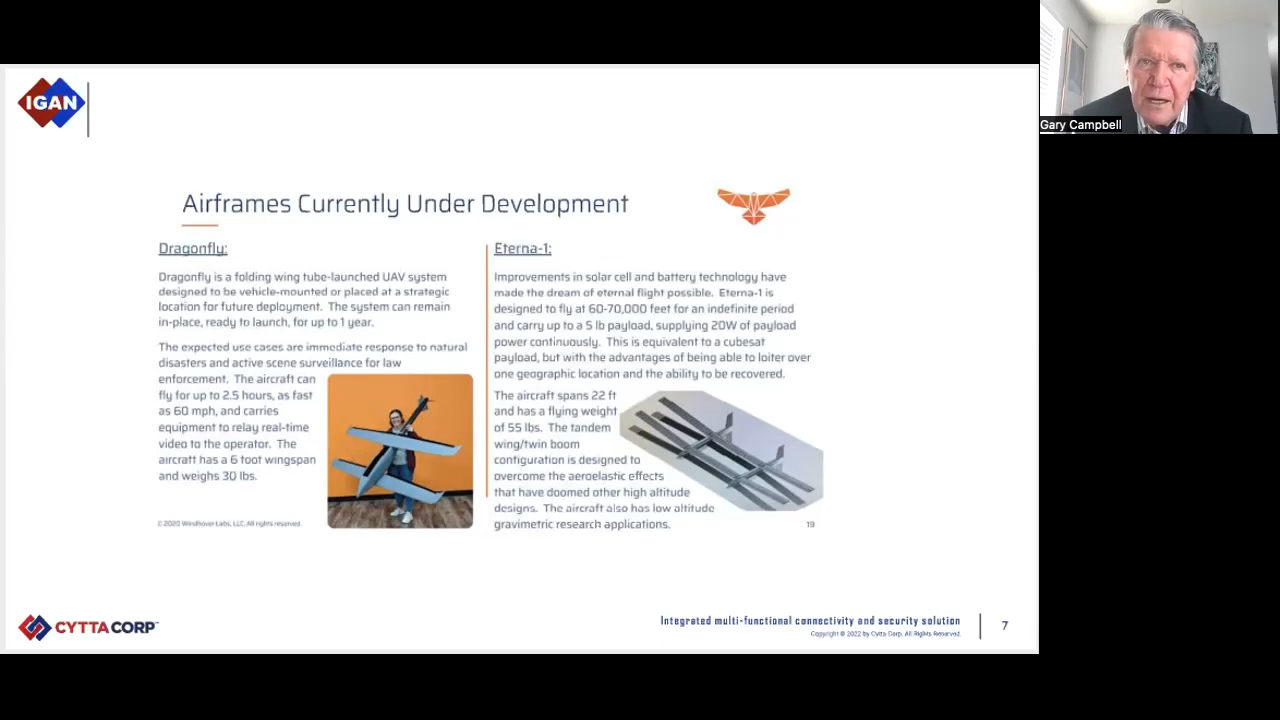 IGAN
Gary Campbell
Airframes Currently Under Development
Dragonfly:
Dragonfly is a folding wing tube-launched UAV system
designed to be vehicle-mounted or placed at a strategic
location for future deployment. The system can remain
in-place, ready to launch, for up to 1 year.
The expected use cases are immediate response to natural
disasters and active scene surveillance for law
enforcement. The aircraft can
fly for up to 2.5 hours, as fast
as 60 mph, and carries
equipment to relay real-time
video to the operator. The
aircraft has a 6 foot wingspan
and weighs 30 lbs.
© 2020 Windhover Labs, LLC. All rights reserved.
Eterna-1:
Improvements in solar cell and battery technology have
made the dream of eternal flight possible. Eterna-1 is
designed to fly at 60-70,000 feet for an indefinite period
and carry up to a 5 lb payload, supplying 20W of payload
power continuously. This is equivalent to a cubesat
payload, but with the advantages of being able to loiter over
one geographic location and the ability to be recovered.
The aircraft spans 22 ft
and has a flying weight
of 55 lbs. The tandem
wing/twin boom
configuration is designed to
overcome the aeroelastic effects
that have doomed other high altitude
designs. The aircraft also has low altitude
gravimetric research applications.
19
CYTTA CORP™
Integrated multi-functional connectivity and security solution
Copyright © 2022 by Cytta Corp. All Rights Reserved.
7